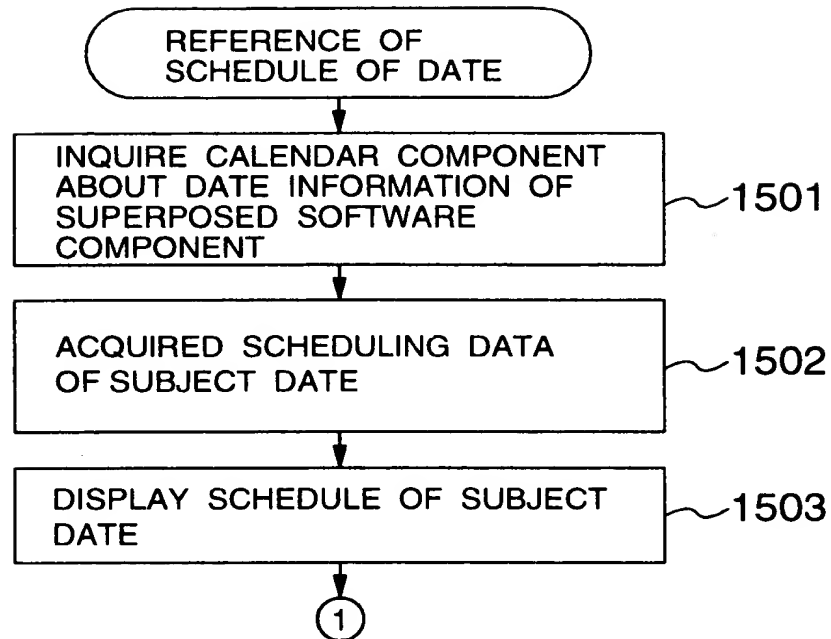 REFERENCE OF
SCHEDULE OF DATE
INQUIRE CALENDAR COMPONENT
ABOUT DATE INFORMATION OF
SUPERPOSED SOFTWARE
COMPONENT
1501
ACQUIRED SCHEDULING DATA
OF SUBJECT DATE
1502
DISPLAY SCHEDULE OF SUBJECT
DATE
1503
1